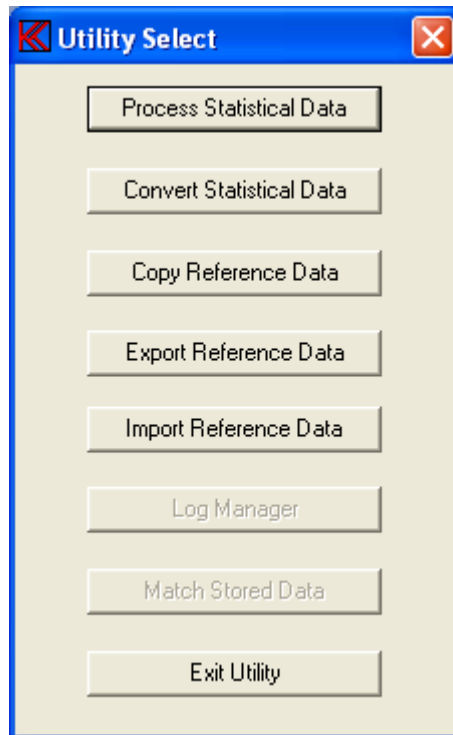 Utility Select
Process Statistical Data
Convert Statistical Data
Copy Reference Data
Export Reference Data
Import Reference Data
Log Manager
Match Stored Data
Exit Utility